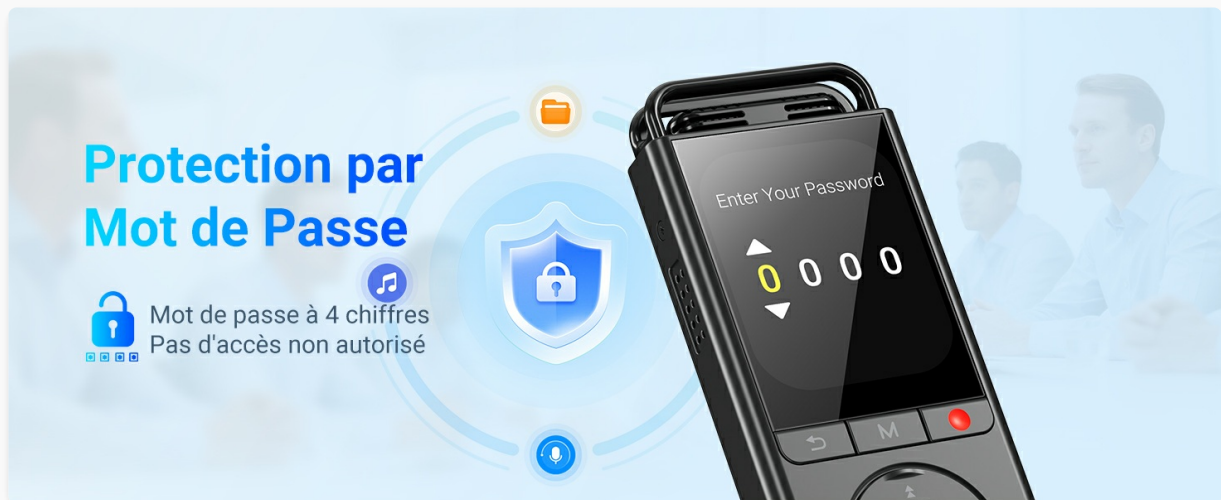 Protection par
Mot de Passe
Mot de passe à 4 chiffres
Pas d'accès non autorisé
Enter Your Password
0 0 0 0
M